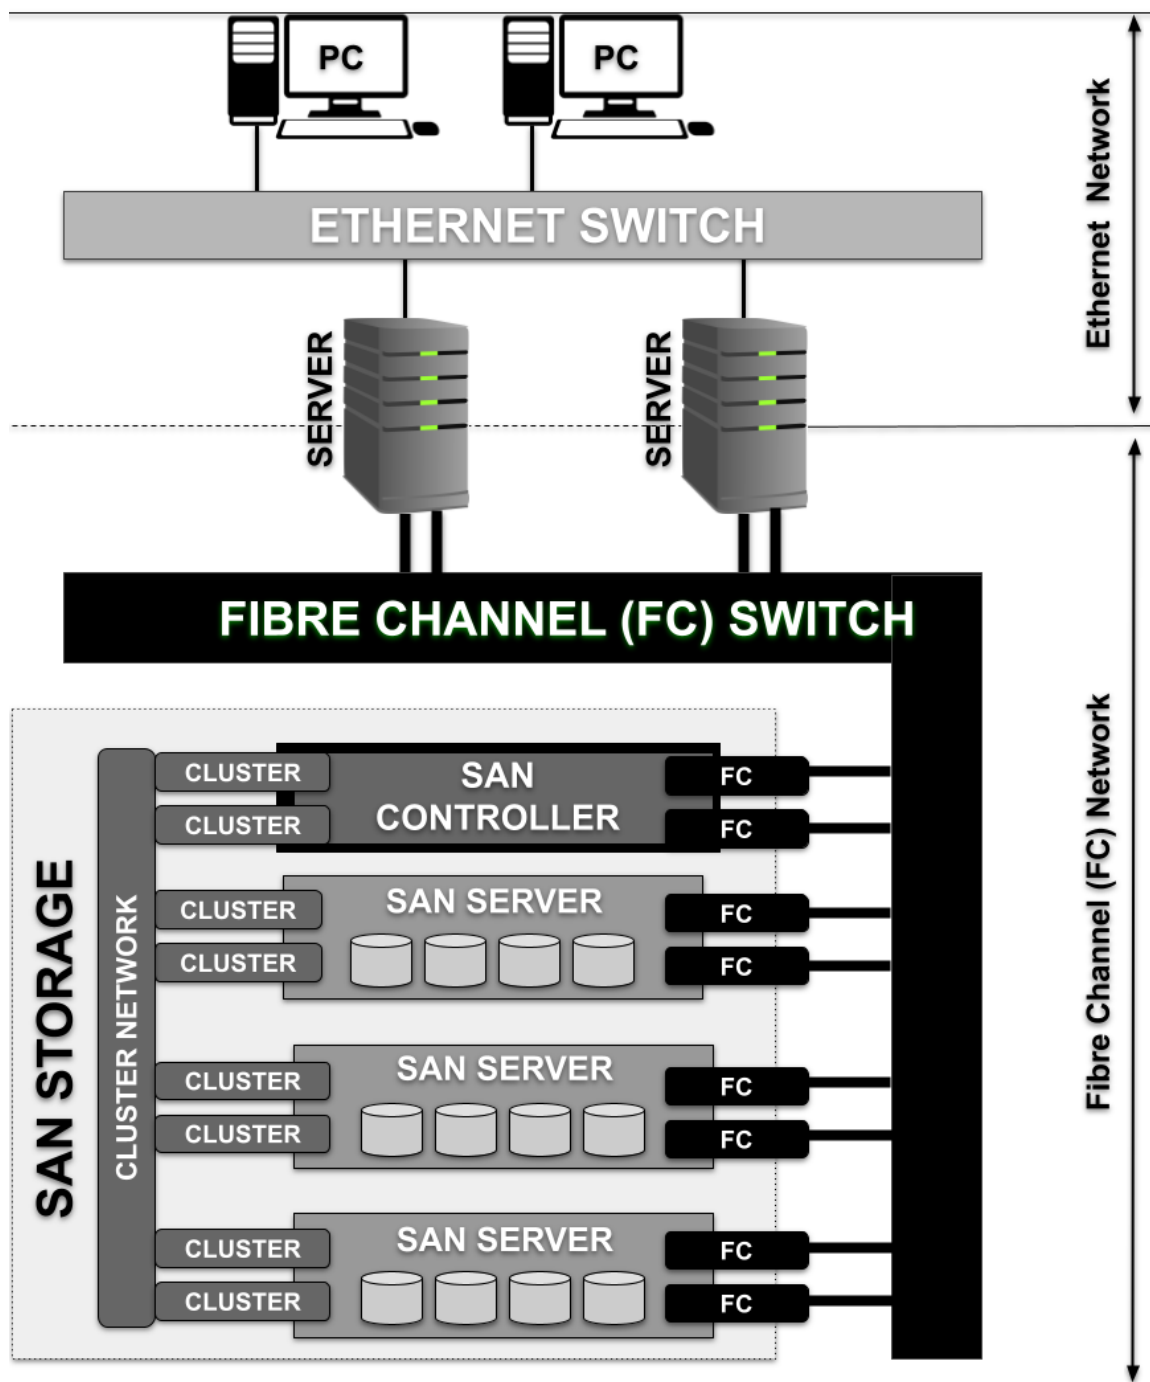 PC
PC
Ethernet Network
ETHERNET SWITCH
SERVER
SERVER
FIBRE CHANNEL (FC) SWITCH
Fibre Channel (FC) Network
SAN STORAGE
CLUSTER NETWORK
CLUSTER
CLUSTER
SAN
CONTROLLER
FC
FC
CLUSTER
CLUSTER
SAN SERVER
FC
FC
CLUSTER
CLUSTER
SAN SERVER
FC
FC
CLUSTER
CLUSTER
SAN SERVER
FC
FC